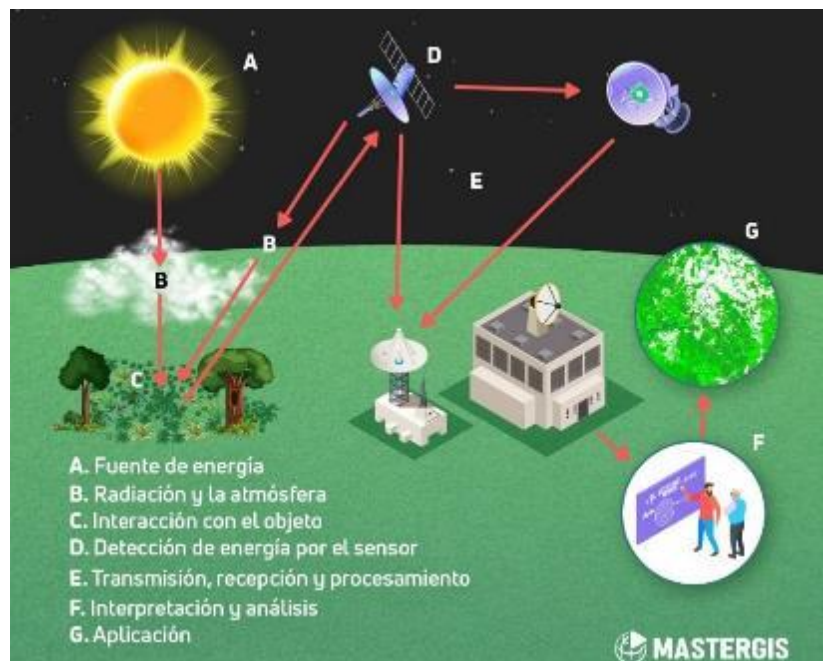 A
D
E
B
B
G
C
F
A. Fuente de energía
B. Radiación y la atmósfera
C. Interacción con el objeto
D. Detección de energía por el sensor
E. Transmisión, recepción y procesamiento
F. Interpretación y análisis
G. Aplicación
MASTERGIS